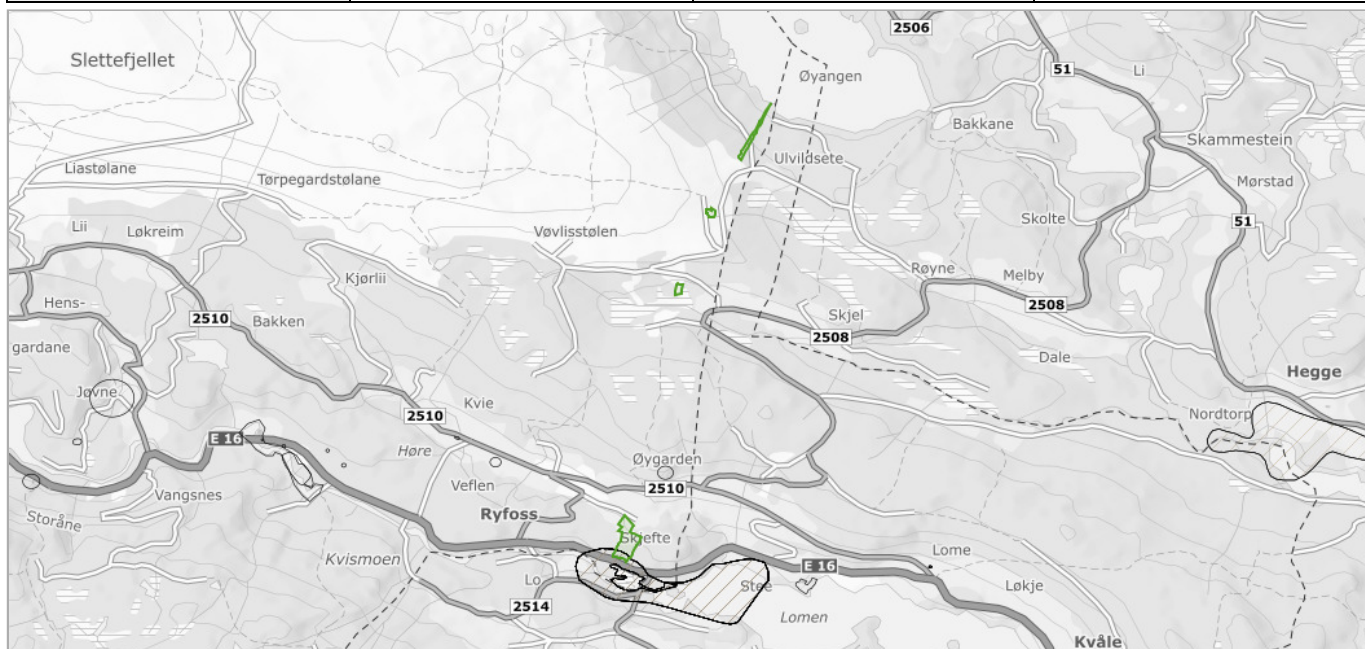 2506
Slettefjellet
51
Li
Øyangen
Bakkane
Skammestein
Ulvildsete
Liastølane
Tørpegardstølane
Mørstad
Skolte
51
Lii
Løkreim
Vøvlisstølen
Røyne
Melby
Kjørlii
Hens-
gardane
2510
Bakken
2508
Skjel
2508
Dale
Hegge
Jøvne
Kvie
2510
Nordtorp
E 16
Høre
Øygarden
Veflen
2510
Vangsnes
Ryfoss
Storåne
Skjefte
Kvismoen
Lome
E 16
Lo
Stee
Løkje
2514
Lomen
Kvåle